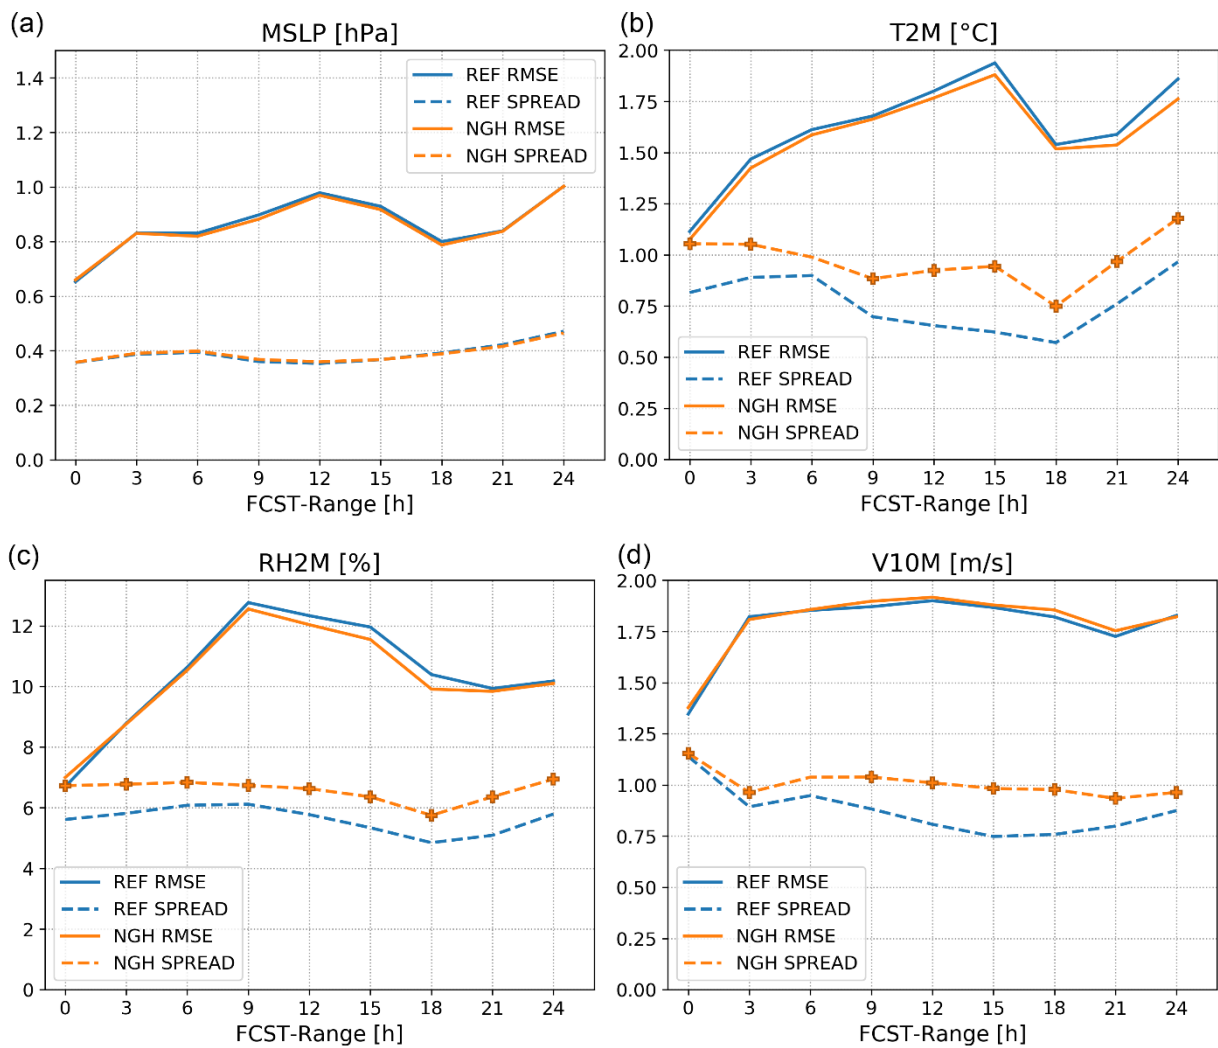 (a)
MSLP [hPa]
1.4
1.2
1.0
0.8
0.6
0.4
0.2
0.0
REF RMSE
REF SPREAD
NGH RMSE
NGH SPREAD
0 3 6 9 12 15 18 21 24
FCST-Range [h]
(b)
T2M [°C]
2.00
1.75
1.50
1.25
1.00
0.75
0.50
0.25
0.00
REF RMSE
REF SPREAD
NGH RMSE
NGH SPREAD
0 3 6 9 12 15 18 21 24
FCST-Range [h]
(c)
RH2M [%]
12
10
8
6
4
2
0
REF RMSE
REF SPREAD
NGH RMSE
NGH SPREAD
0 3 6 9 12 15 18 21 24
FCST-Range [h]
(d)
V10M [m/s]
2.00
1.75
1.50
1.25
1.00
0.75
0.50
0.25
0.00
REF RMSE
REF SPREAD
NGH RMSE
NGH SPREAD
0 3 6 9 12 15 18 21 24
FCST-Range [h]